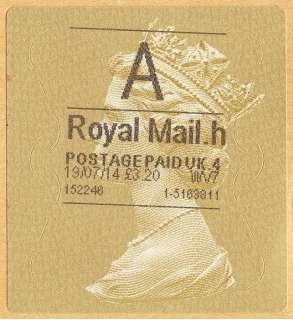 A
Royal Mail.h
POSTAGE PAID UK 4
19/07/14 £3.20
152246 1-5163811